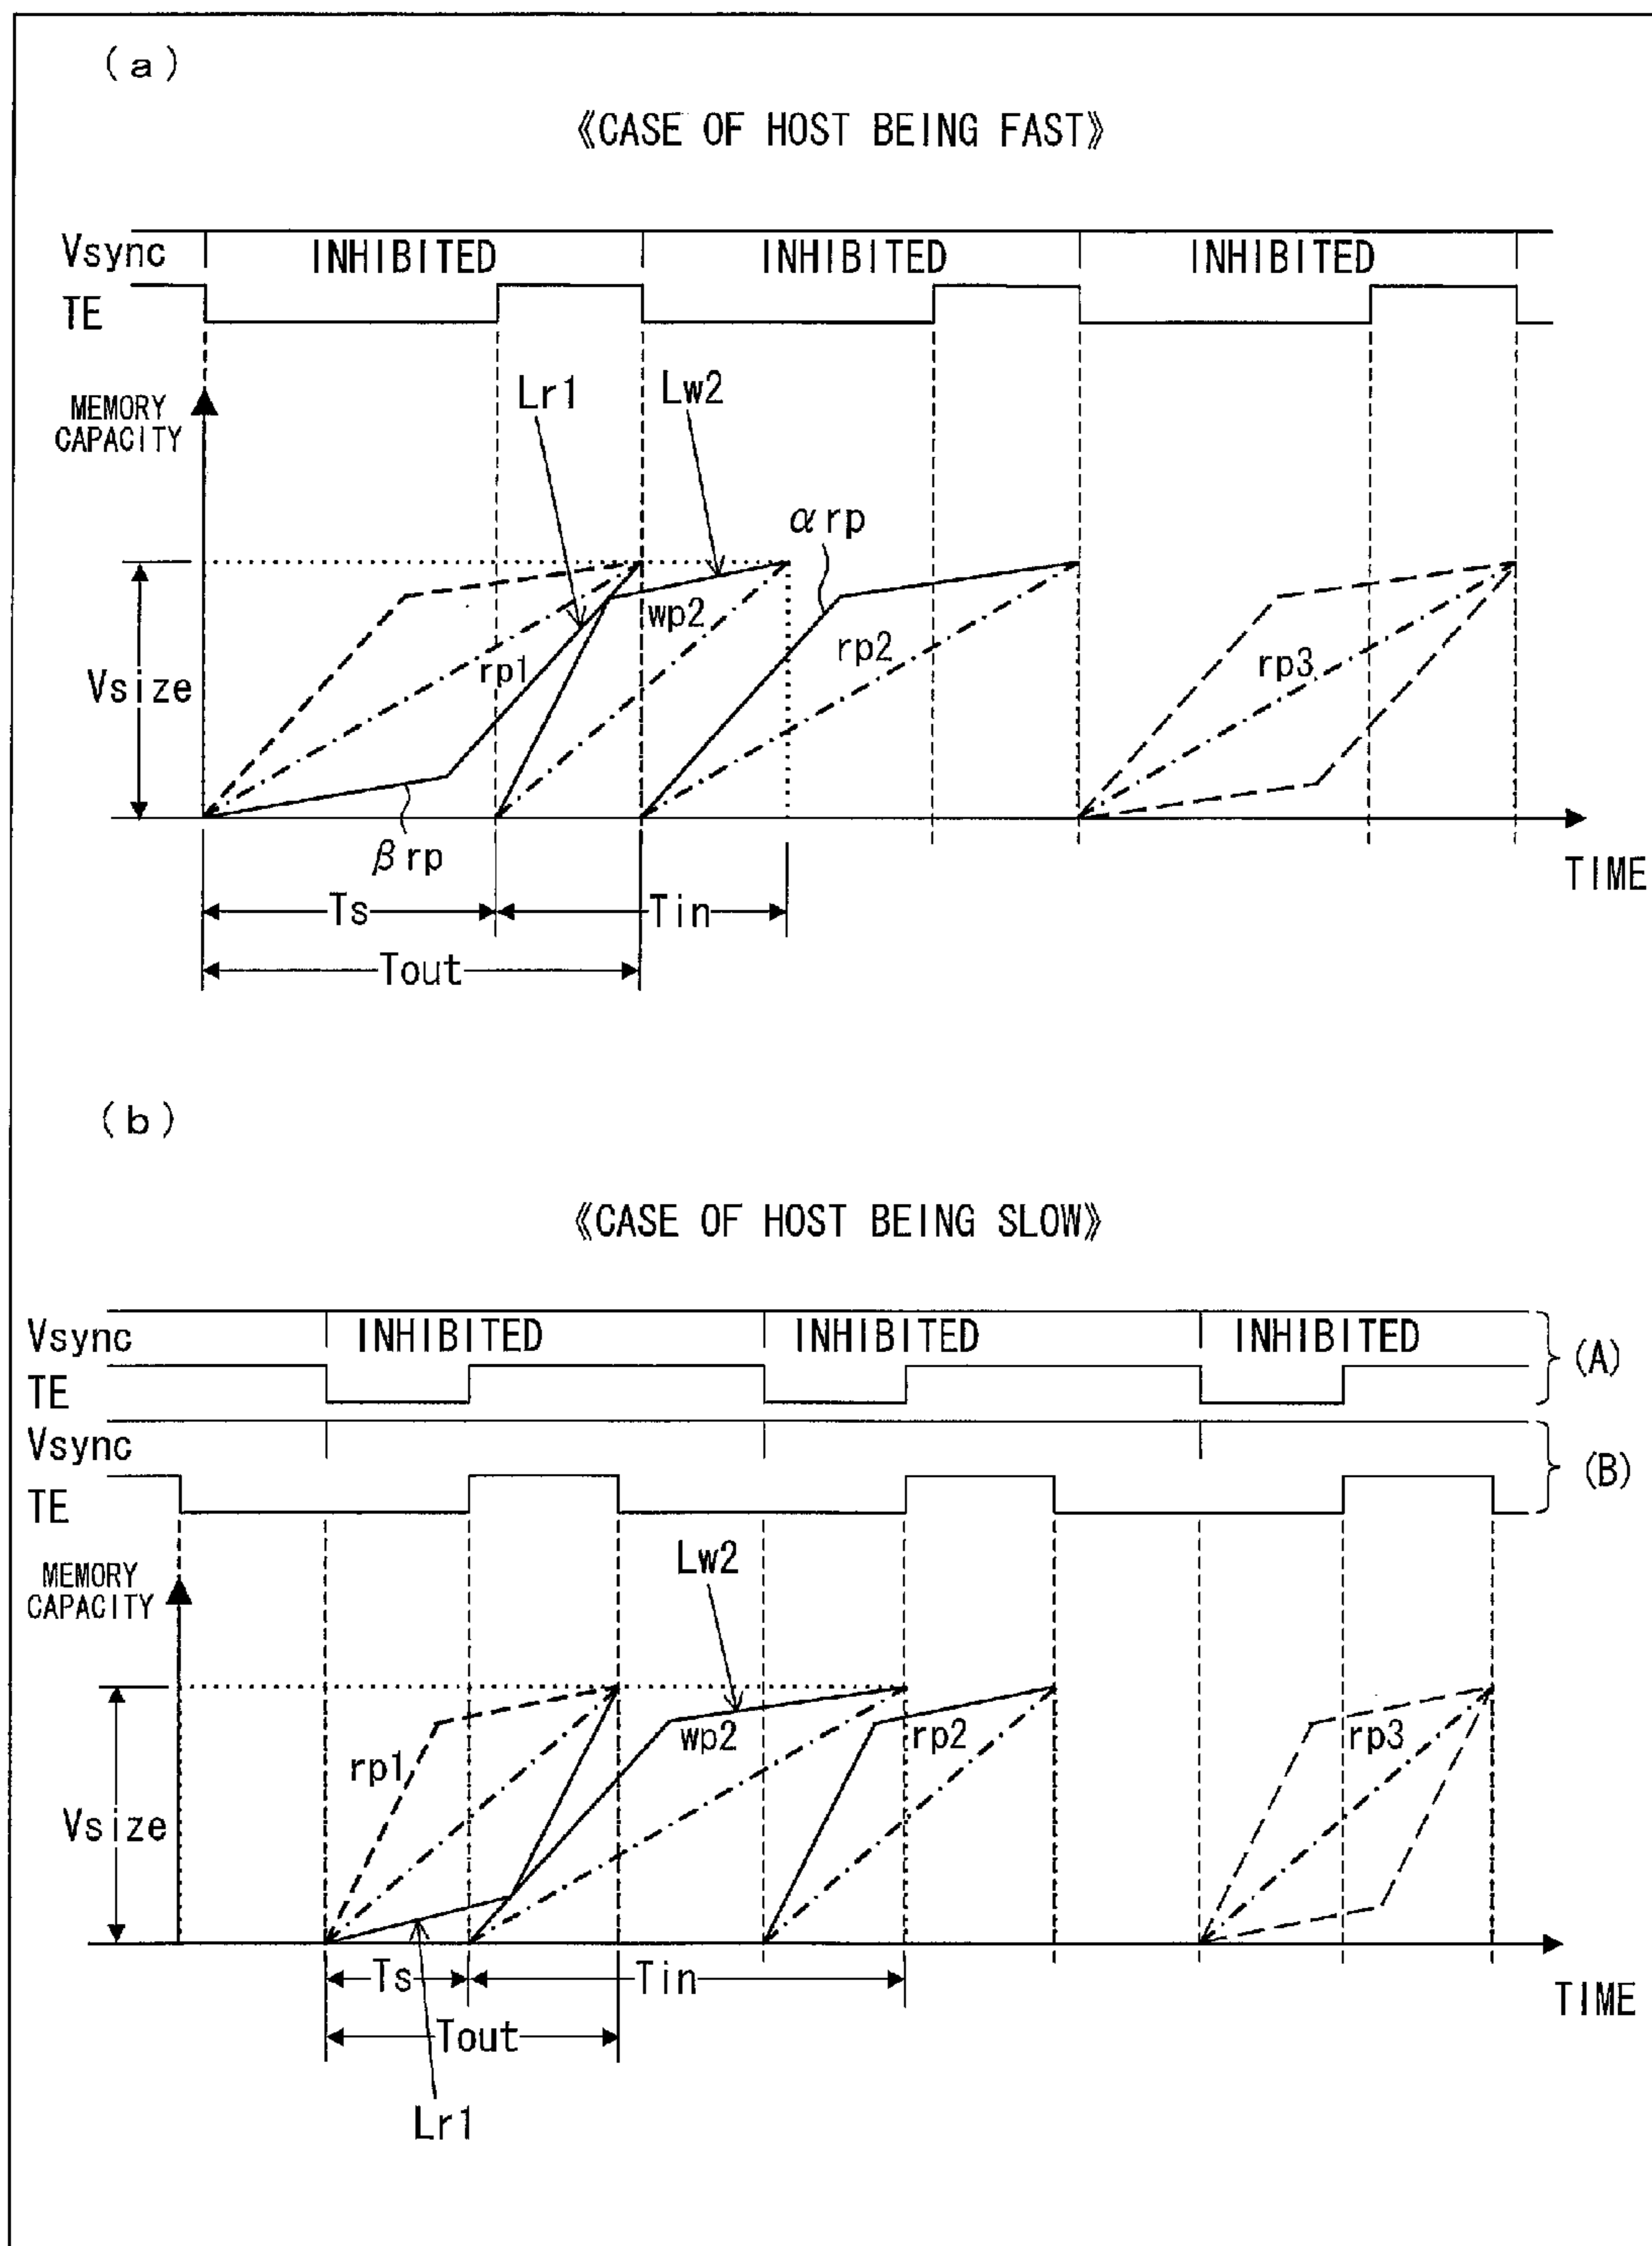 (a)
《CASE OF HOST BEING FAST》
Vsync INHIBITED INHIBITED INHIBITED
TE
Lr1 Lw2
MEMORY
CAPACITY
αrp
wp2
rp1 rp2 rp3
Vsize
βrp
TIME
Ts Tin
Tout
(b)
《CASE OF HOST BEING SLOW》
Vsync INHIBITED INHIBITED INHIBITED
(A)
TE
Vsync
(B)
TE
Lw2
MEMORY
CAPACITY
wp2 rp2 rp3
rp1
Vsize
Ts Tin
TIME
Tout
Lr1